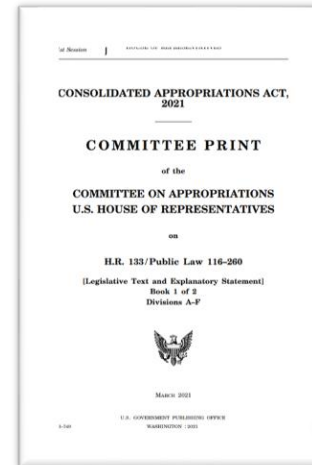 CONSOLIDATED APPROPRIATIONS ACT,
2021
COMMITTEE PRINT
of the
COMMITTEE ON APPROPRIATIONS
U.S. HOUSE OF REPRESENTATIVES
on
H.R. 133/Public Law 116–260
[Legislative Text and Explanatory Statement]
Book 1 of 2
Divisions A–F
MARCH 2021
U.S. GOVERNMENT PUBLISHING OFFICE
WASHINGTON : 2021